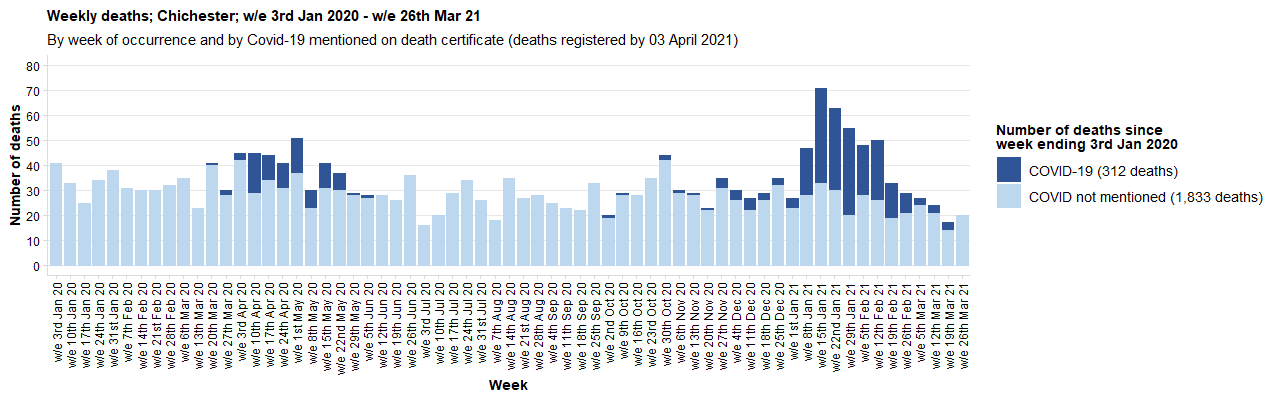 Weekly deaths; Chichester; w/e 3rd Jan 2020 - w/e 26th Mar 21
By week of occurrence and by Covid-19 mentioned on death certificate (deaths registered by 03 April 2021)
Number of deaths
80
70
60
50
40
30
20
10
0
Number of deaths since
week ending 3rd Jan 2020
COVID-19 (312 deaths)
COVID not mentioned (1,833 deaths)
w/e 3rd Jan 20
w/e 10th Jan 20
w/e 17th Jan 20
w/e 24th Jan 20
w/e 31st Jan 20
w/e 7th Feb 20
w/e 14th Feb 20
w/e 21st Feb 20
w/e 28th Feb 20
w/e 6th Mar 20
w/e 13th Mar 20
w/e 20th Mar 20
w/e 27th Mar 20
w/e 3rd Apr 20
w/e 10th Apr 20
w/e 17th Apr 20
w/e 24th Apr 20
w/e 1st May 20
w/e 8th May 20
w/e 15th May 20
w/e 22nd May 20
w/e 29th May 20
w/e 5th Jun 20
w/e 12th Jun 20
w/e 19th Jun 20
w/e 26th Jun 20
w/e 3rd Jul 20
w/e 10th Jul 20
w/e 17th Jul 20
w/e 24th Jul 20
w/e 31st Jul 20
w/e 7th Aug 20
w/e 14th Aug 20
w/e 21st Aug 20
w/e 28th Aug 20
w/e 4th Sep 20
w/e 11th Sep 20
w/e 18th Sep 20
w/e 25th Sep 20
w/e 2nd Oct 20
w/e 9th Oct 20
w/e 16th Oct 20
w/e 23rd Oct 20
w/e 30th Oct 20
w/e 6th Nov 20
w/e 13th Nov 20
w/e 20th Nov 20
w/e 27th Nov 20
w/e 4th Dec 20
w/e 11th Dec 20
w/e 18th Dec 20
w/e 25th Dec 20
w/e 1st Jan 21
w/e 8th Jan 21
w/e 15th Jan 21
w/e 22nd Jan 21
w/e 29th Jan 21
w/e 5th Feb 21
w/e 12th Feb 21
w/e 19th Feb 21
w/e 26th Feb 21
w/e 5th Mar 21
w/e 12th Mar 21
w/e 19th Mar 21
w/e 26th Mar 21
Week